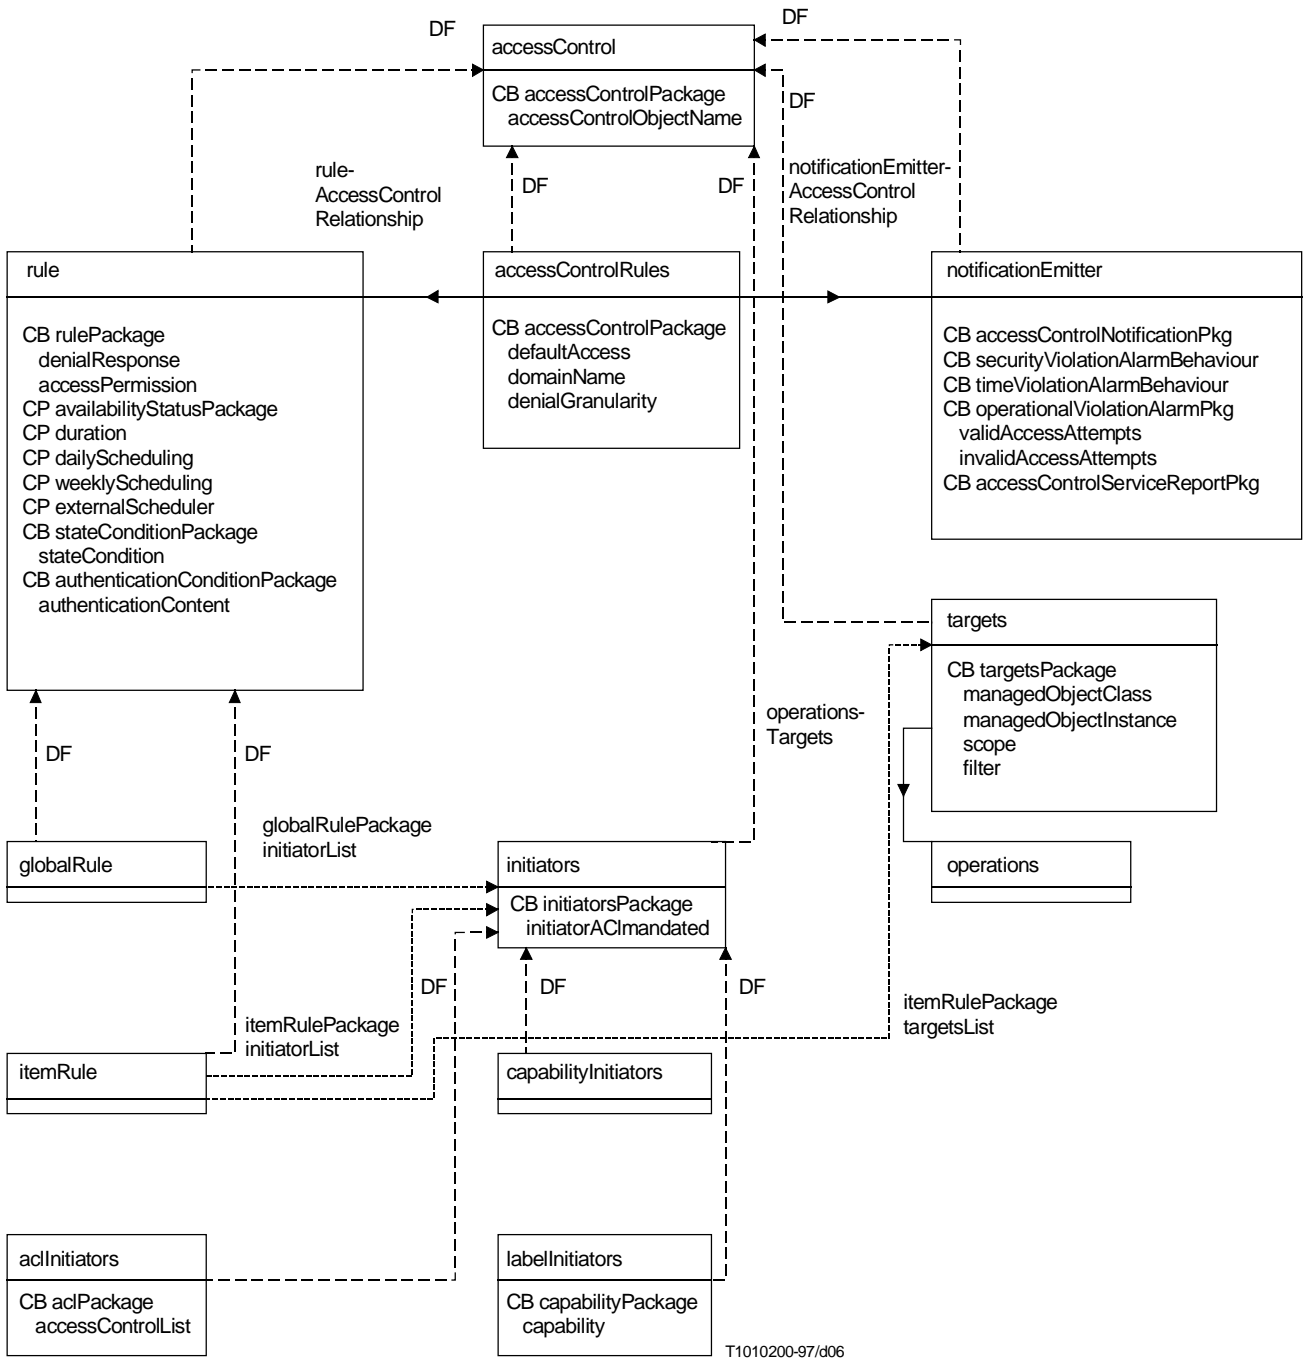 DF
DF
accessControl
CB accessControlPackage
accessControlObjectName
DF
rule-
AccessControl
Relationship
DF
DF
notificationEmitter-
AccessControl
Relationship
rule
CB rulePackage
denialResponse
accessPermission
CP availabilityStatusPackage
CP duration
CP dailyScheduling
CP weeklyScheduling
CP externalScheduler
CB stateConditionPackage
stateCondition
CB authenticationConditionPackage
authenticationContent
accessControlRules
CB accessControlPackage
defaultAccess
domainName
denialGranularity
notificationEmitter
CB accessControlNotificationPkg
CB securityViolationAlarmBehaviour
CB timeViolationAlarmBehaviour
CB operationalViolationAlarmPkg
validAccessAttempts
invalidAccessAttempts
CB accessControlServiceReportPkg
targets
CB targetsPackage
managedObjectClass
managedObjectInstance
scope
filter
operations-
Targets
DF
DF
globalRulePackage
initiatorList
globalRule
initiators
CB initiatorsPackage
initiatorACImandated
operations
DF
DF
DF
itemRulePackage
initiatorList
itemRulePackage
targetsList
itemRule
capabilityInitiators
aclInitiators
CB aclPackage
accessControlList
labelInitiators
CB capabilityPackage
capability
T1010200-97/d06